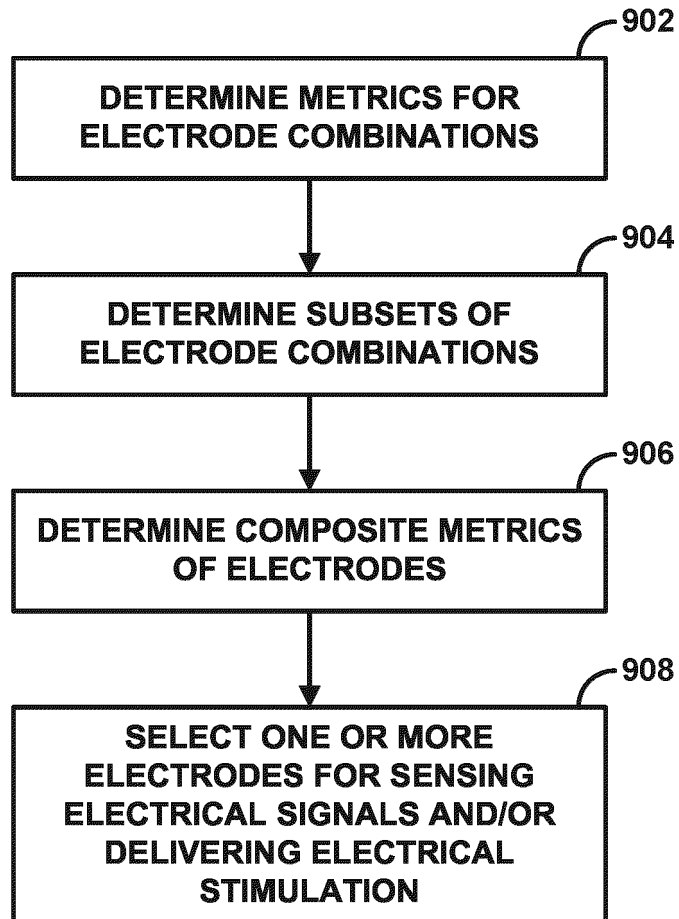 902
DETERMINE METRICS FOR
ELECTRODE COMBINATIONS
904
DETERMINE SUBSETS OF
ELECTRODE COMBINATIONS
906
DETERMINE COMPOSITE METRICS
OF ELECTRODES
908
SELECT ONE OR MORE
ELECTRODES FOR SENSING
ELECTRICAL SIGNALS AND/OR
DELIVERING ELECTRICAL
STIMULATION